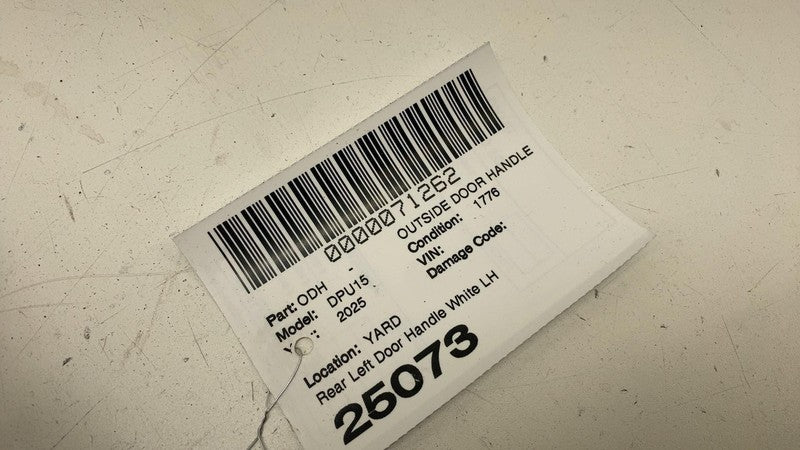 0000071262
Part: ODH - OUTSIDE DOOR HANDLE
Model: DPU15 Condition: 1776
Y : 2025 VIN:
Damage Code:
Location: YARD
Rear Left Door Handle White LH
25073